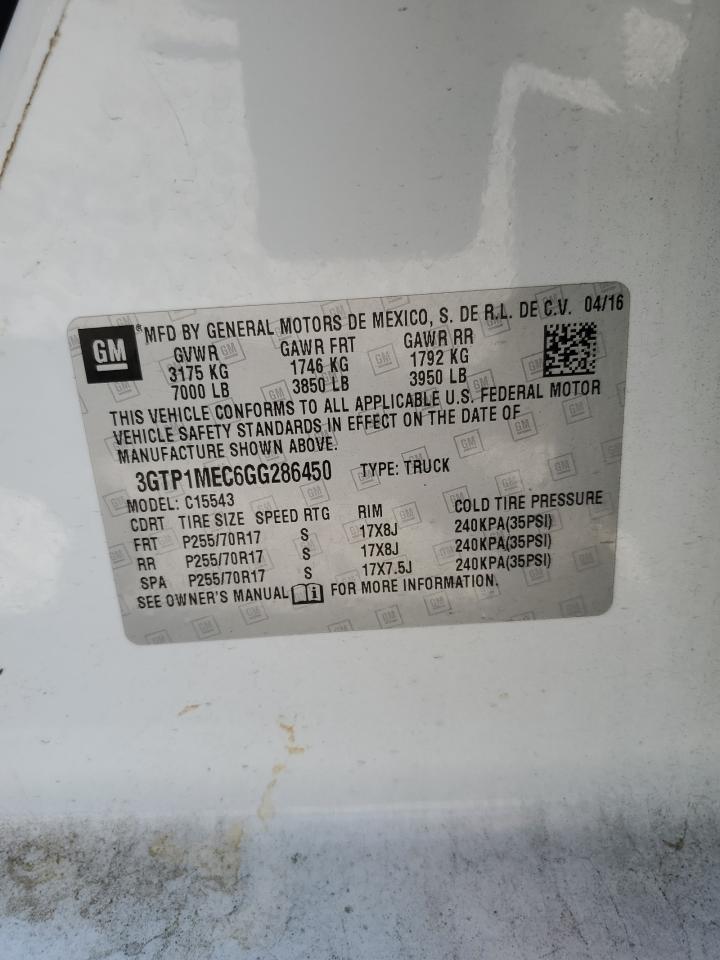 GM ® MFD BY GENERAL MOTORS DE MEXICO, S. DE R.L. DE C.V. 04/16
GVWR GAWR FRT GAWR RR
3175 KG 1746 KG 1792 KG
7000 LB 3850 LB 3950 LB
THIS VEHICLE CONFORMS TO ALL APPLICABLE U.S. FEDERAL MOTOR
VEHICLE SAFETY STANDARDS IN EFFECT ON THE DATE OF
MANUFACTURE SHOWN ABOVE.
3GTP1MEC6GG286450 TYPE: TRUCK
MODEL: C15543
CDRT TIRE SIZE SPEED RTG RIM COLD TIRE PRESSURE
FRT P255/70R17 S 17X8J 240KPA(35PSI)
RR P255/70R17 S 17X8J 240KPA(35PSI)
SPA P255/70R17 S 17X7.5J 240KPA(35PSI)
SEE OWNER'S MANUAL i FOR MORE INFORMATION.